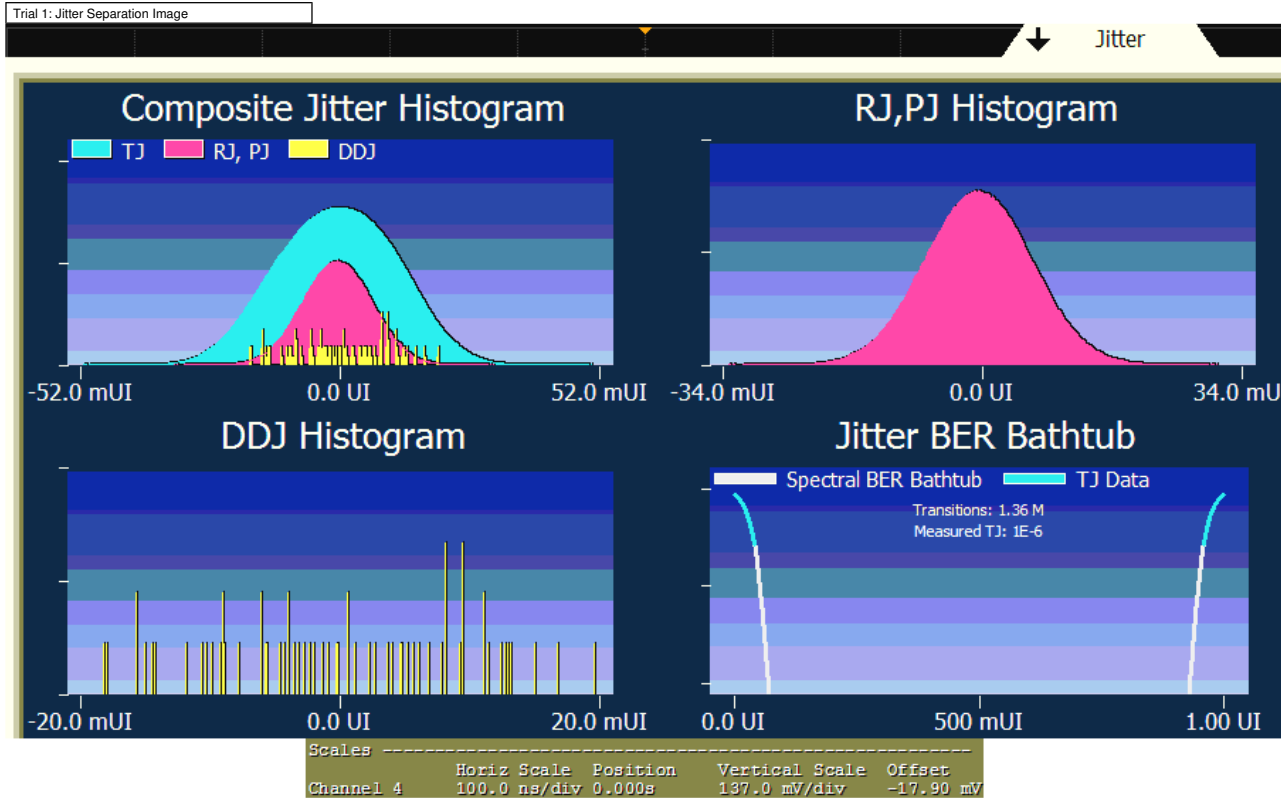 Trial 1: Jitter Separation Image
Jitter
Composite Jitter Histogram
TJ RJ, PJ DDJ
-52.0 mUI 0.0 UI 52.0 mUI
RJ,PJ Histogram
-34.0 mUI 0.0 UI 34.0 mU
DDJ Histogram
-20.0 mUI 0.0 UI 20.0 mUI
Jitter BER Bathtub
Spectral BER Bathtub TJ Data
Transitions: 1.36 M
Measured TJ: 1E-6
0.0 UI 500 mUI 1.00 UI
Scales ---------------------------------------------------------
Horiz Scale Position Vertical Scale Offset
Channel 4 100.0 ns/div 0.000s 137.0 mV/div -17.90 mV